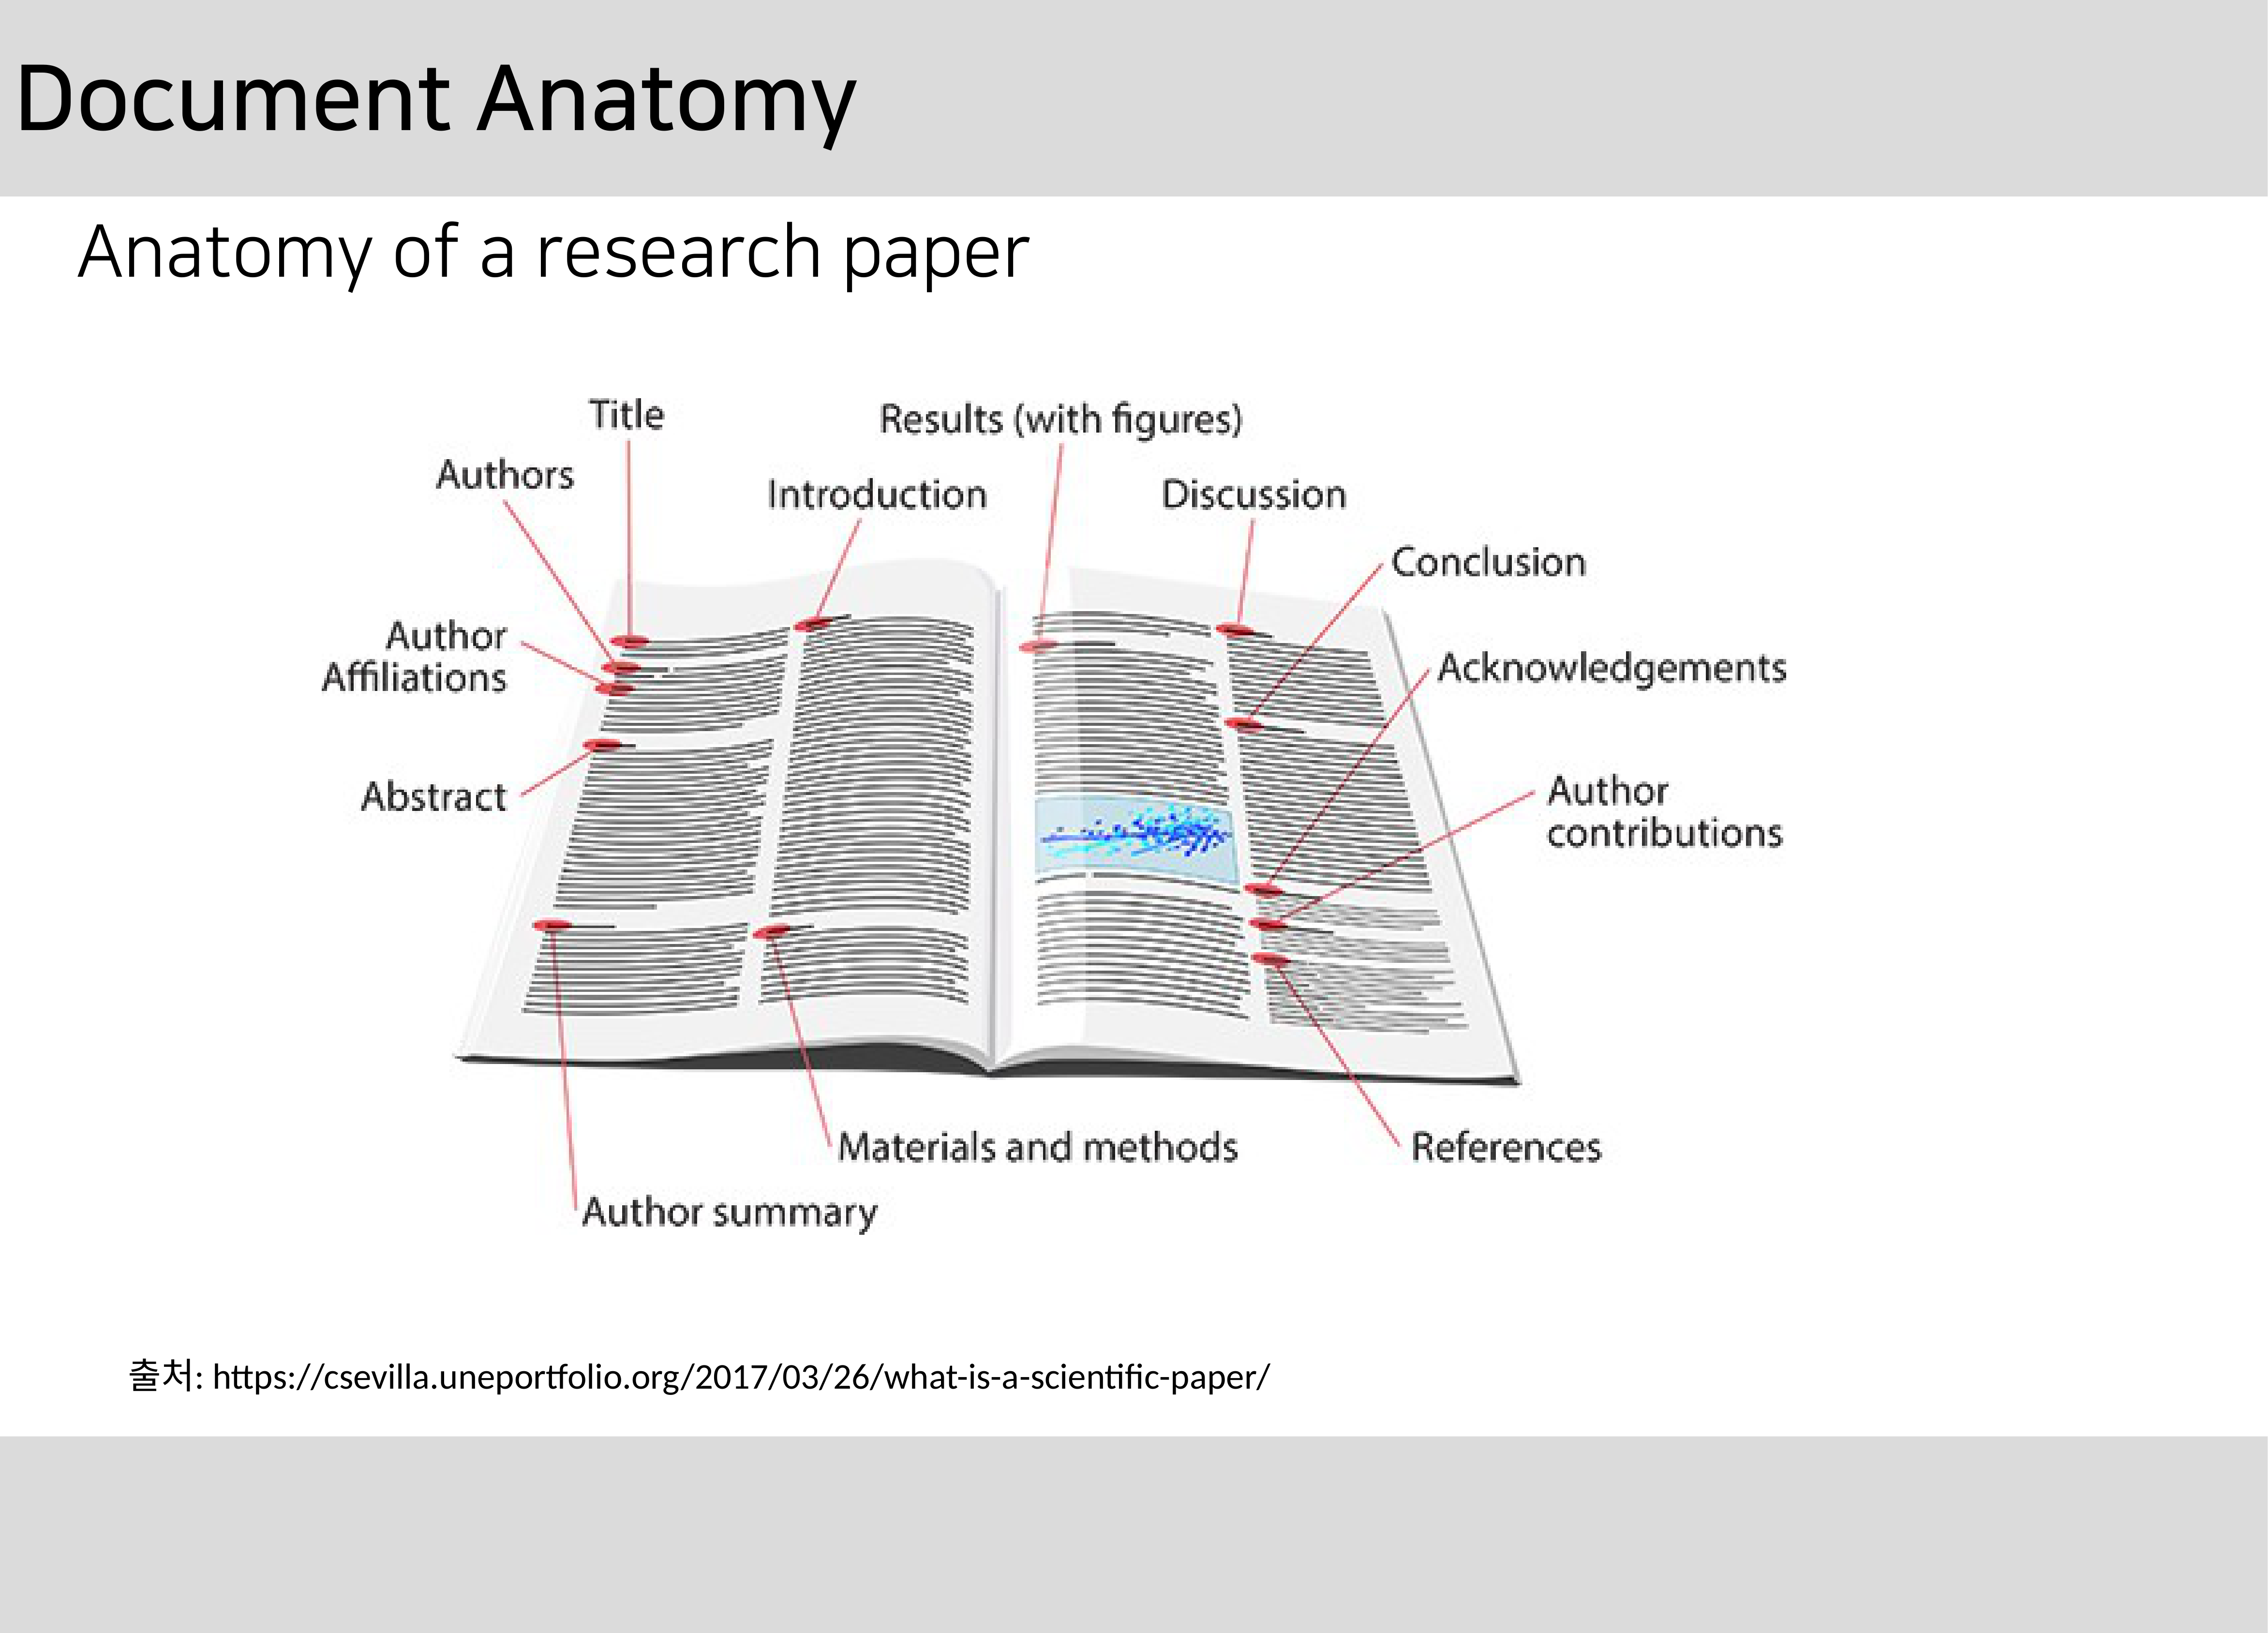 Document Anatomy
Anatomy of a research paper
Title
Results (with figures)
Authors
Introduction
Discussion
Conclusion
Author
Affiliations
Acknowledgements
Abstract
Author
contributions
Materials and methods
References
Author summary
출처: https://csevilla.uneportfolio.org/2017/03/26/what-is-a-scientific-paper/